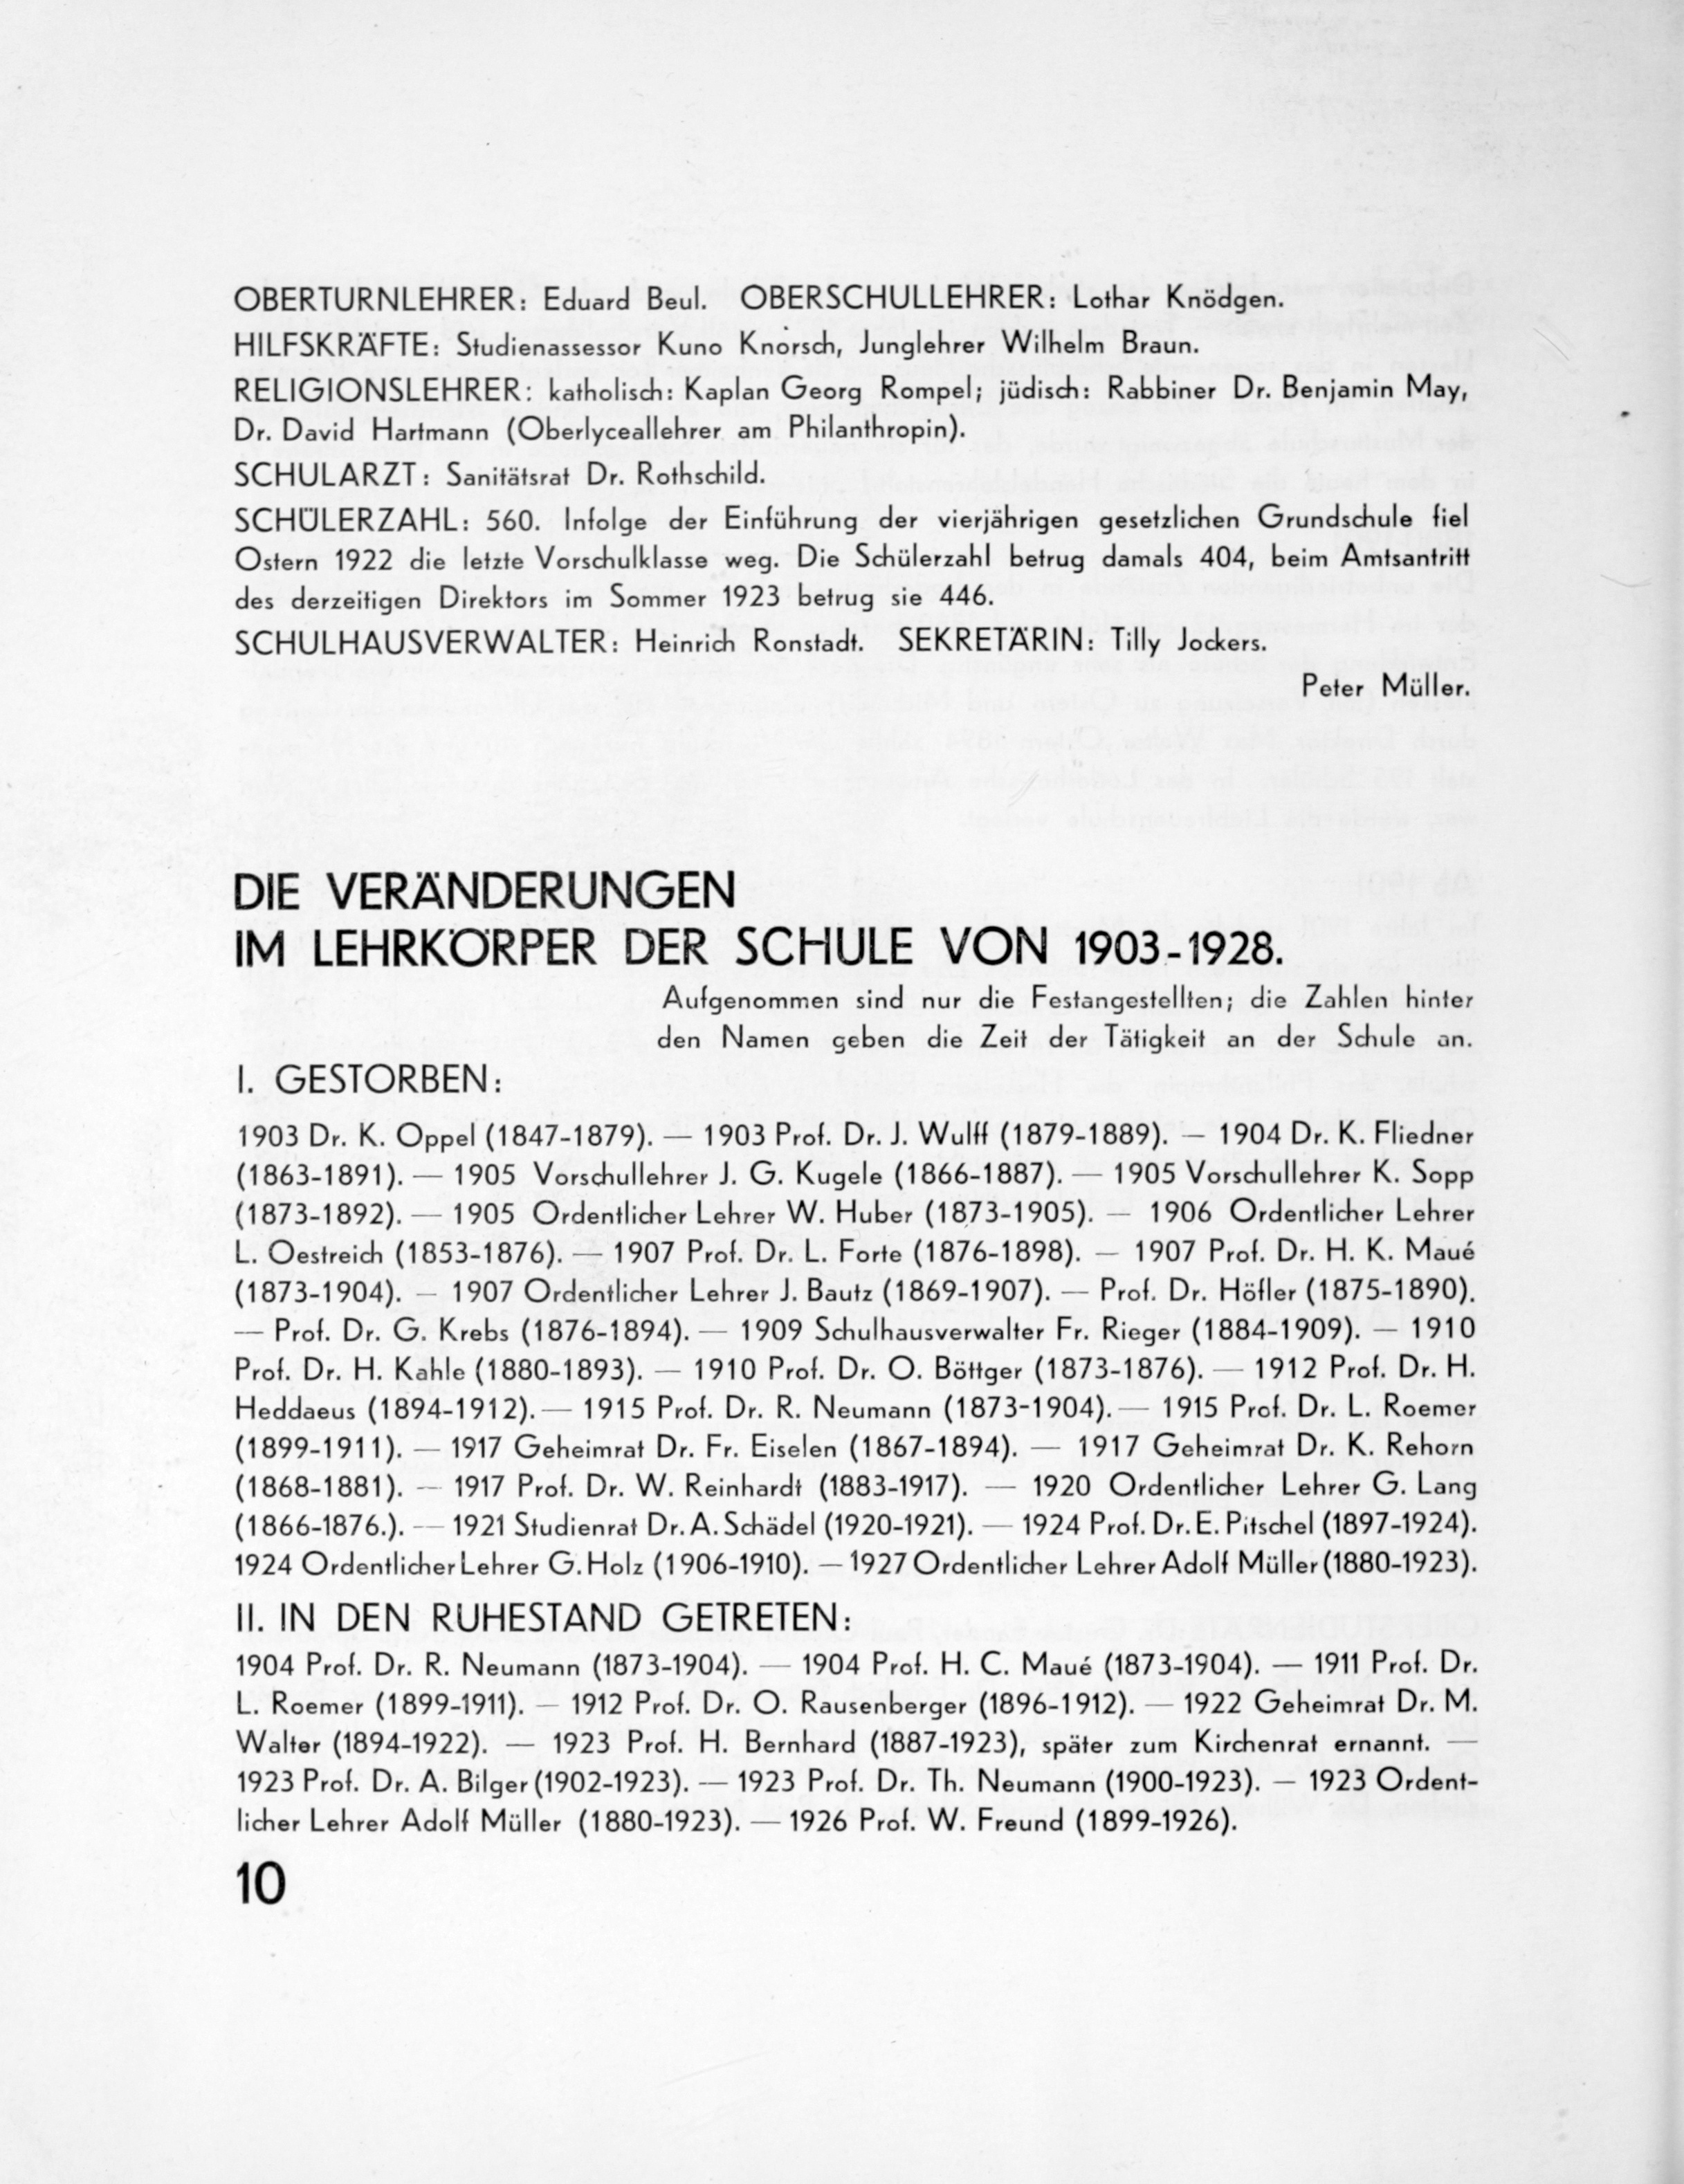 OBERTURNLEHRER: Eduard Beul. OBERSCHULLEHRER: Lothar Knödgen.
HILFSKRÄFTE: Studienassessor Kuno Knörsch, Junglehrer Wilhelm Braun.
RELIGIONSLEHRER: katholisch: Kaplan Georg Rompel; jüdisch: Rabbiner Dr. Benjamin May,
Dr. David Hartmann (Oberlyceallehrer am Philanthropin).
SCHULARZT: Sanitätsrat Dr. Rothschild.
SCHÜLERZAHL: 560. Infolge der Einführung der vierjährigen gesetzlichen Grundschule fiel
Ostern 1922 die letzte Vorschulklasse weg. Die Schülerzahl betrug damals 404, beim Amtsantritt
des derzeitigen Direktors im Sommer 1923 betrug sie 446.
SCHULHAUSVERWALTER: Heinrich Ronstadt. SEKRETÄRIN: Tilly Jockers.
Peter Müller.
DIE VERÄNDERUNGEN
IM LEHRKÖRPER DER SCHULE VON 1903-1928.
Aufgenommen sind nur die Festangestellten; die Zahlen hinter
den Namen geben die Zeit der Tätigkeit an der Schule an.
I. GESTORBEN:
1903 Dr. K. Oppel (1847-1879). — 1903 Prof. Dr. J. Wulff (1879-1889). — 1904 Dr. K. Fliedner
(1863-1891). — 1905 Vorschullehrer J. G. Kugele (1866-1887). — 1905 Vorschullehrer K. Sopp
(1873-1892). — 1905 Ordentlicher Lehrer W. Huber (1873-1905). — 1906 Ordentlicher Lehrer
L. Oestreich (1853-1876). — 1907 Prof. Dr. L. Forte (1876-1898). — 1907 Prof. Dr. H. K. Maué
(1873-1904). — 1907 Ordentlicher Lehrer J. Bautz (1869-1907). — Prof. Dr. Höfler (1875-1890).
— Prof. Dr. G. Krebs (1876-1894). — 1909 Schulhausverwalter Fr. Rieger (1884-1909). — 1910
Prof. Dr. H. Kahle (1880-1893). — 1910 Prof. Dr. O. Böttger (1873-1876). — 1912 Prof. Dr. H.
Heddaeus (1894-1912). — 1915 Prof. Dr. R. Neumann (1873-1904). — 1915 Prof. Dr. L. Roemer
(1899-1911). — 1917 Geheimrat Dr. Fr. Eiselen (1867-1894). — 1917 Geheimrat Dr. K. Rehorn
(1868-1881). — 1917 Prof. Dr. W. Reinhardt (1883-1917). — 1920 Ordentlicher Lehrer G. Lang
(1866-1876.). — 1921 Studienrat Dr. A. Schädel (1920-1921). — 1924 Prof. Dr. E. Pitschel (1897-1924).
1924 Ordentlicher Lehrer G. Holz (1906-1910). — 1927 Ordentlicher Lehrer Adolf Müller (1880-1923).
II. IN DEN RUHESTAND GETRETEN:
1904 Prof. Dr. R. Neumann (1873-1904). — 1904 Prof. H. C. Maué (1873-1904). — 1911 Prof. Dr.
L. Roemer (1899-1911). — 1912 Prof. Dr. O. Rausenberger (1896-1912). — 1922 Geheimrat Dr. M.
Walter (1894-1922). — 1923 Prof. H. Bernhard (1887-1923), später zum Kirchenrat ernannt. —
1923 Prof. Dr. A. Bilger (1902-1923). — 1923 Prof. Dr. Th. Neumann (1900-1923). — 1923 Ordent-
licher Lehrer Adolf Müller (1880-1923). — 1926 Prof. W. Freund (1899-1926).
10